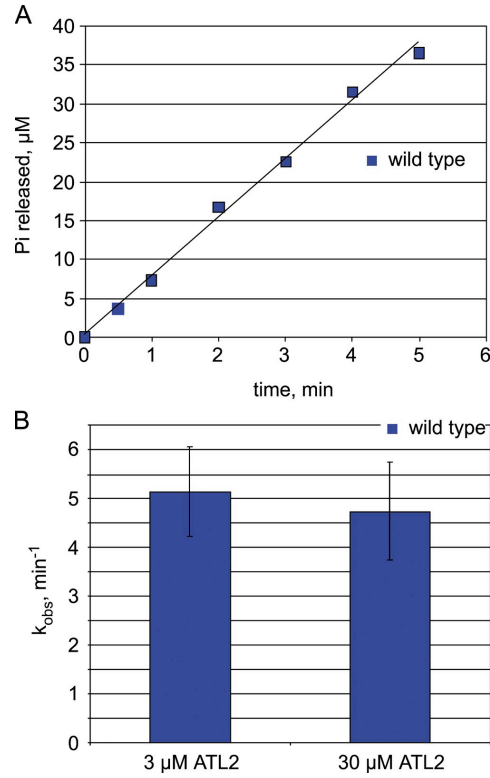 A
40
35
30
25
20
15
10
5
0
Pi released, µM
wild type
0 1 2 3 4 5 6
time, min
B
wild type
6
5
4
3
2
1
0
kobs, min-1
3 µM ATL2 30 µM ATL2